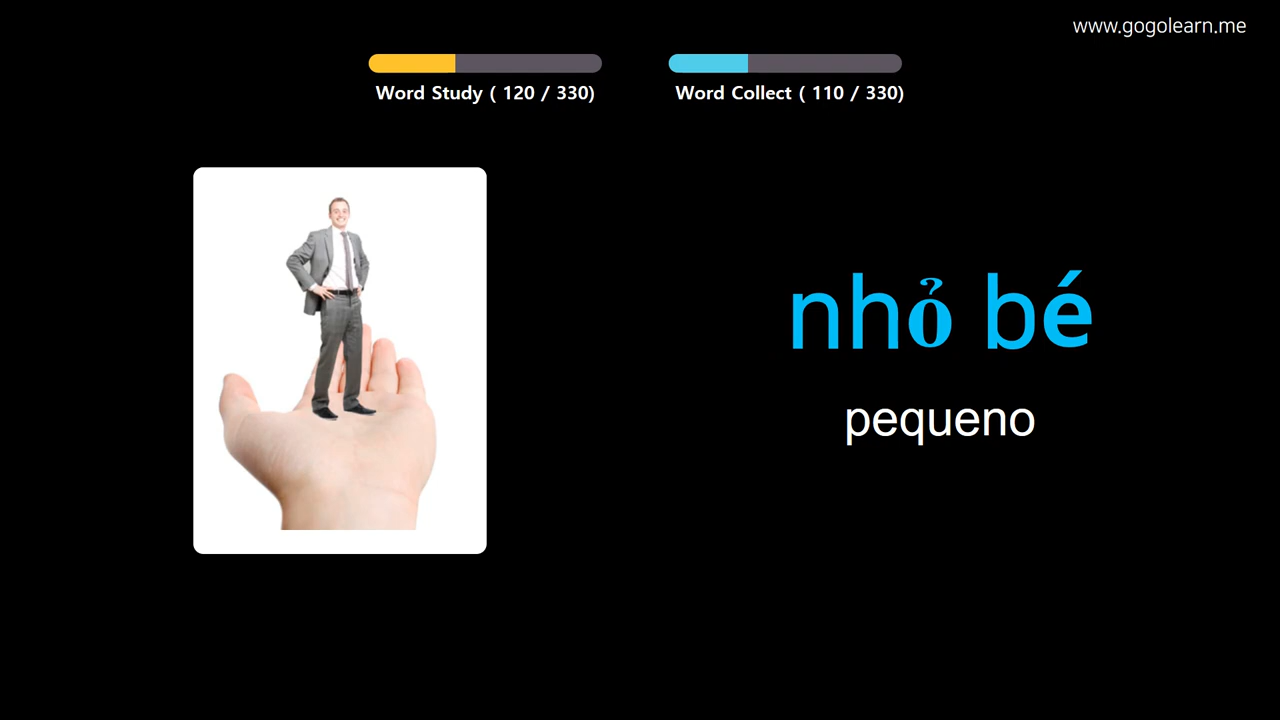 www.gogolearn.me
Word Study ( 120 / 330)
Word Collect ( 110 / 330)
nhỏ bé
pequeno